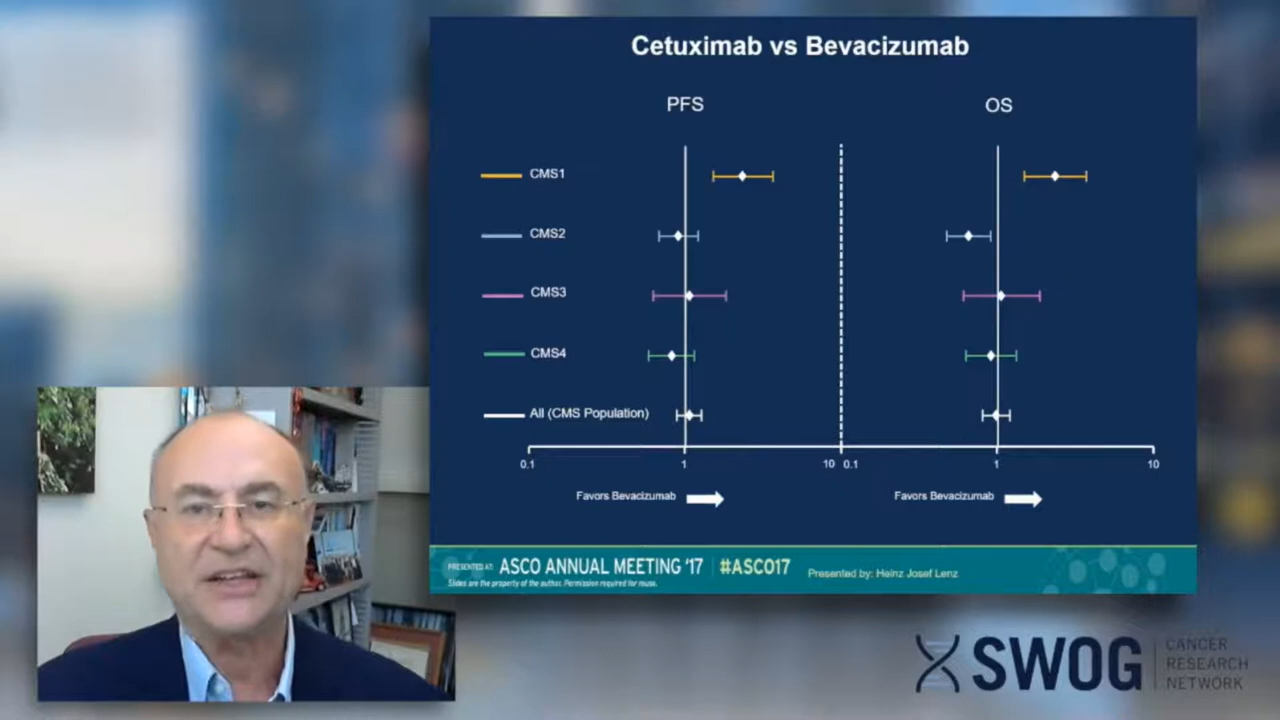 Cetuximab vs Bevacizumab
PFS
OS
CMS1
CMS2
CMS3
CMS4
All (CMS Population)
0.1
1
10
0.1
1
10
Favors Bevacizumab
Favors Bevacizumab
PRESENTED AT: ASCO ANNUAL MEETING '17 | #ASCO17
Presented by: Heinz Josef Lenz
Slides are the property of the author. Permission required for reuse.
SWOG
CANCER
RESEARCH
NETWORK